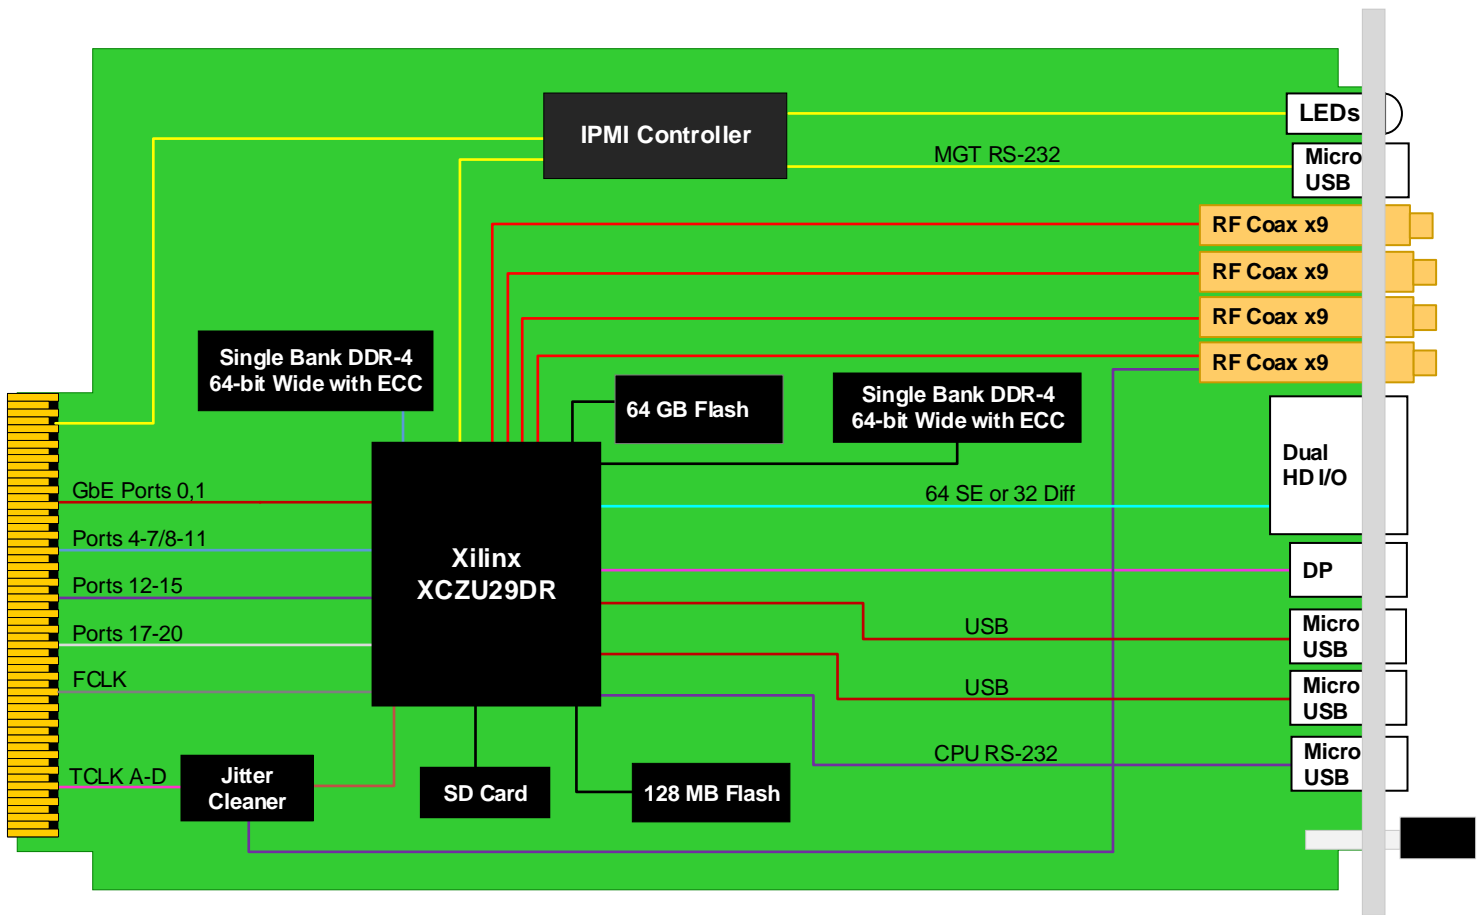 IPMI Controller
LEDs
MGT RS-232
Micro
USB
RF Coax x9
RF Coax x9
RF Coax x9
RF Coax x9
Single Bank DDR-4
64-bit Wide with ECC
64 GB Flash
Single Bank DDR-4
64-bit Wide with ECC
Dual
HD I/O
GbE Ports 0,1
64 SE or 32 Diff
Ports 4-7/8-11
Xilinx
XCZU29DR
DP
Ports 12-15
Ports 17-20
USB
Micro
USB
FCLK
USB
Micro
USB
TCLK A-D
Jitter
Cleaner
SD Card
128 MB Flash
CPU RS-232
Micro
USB